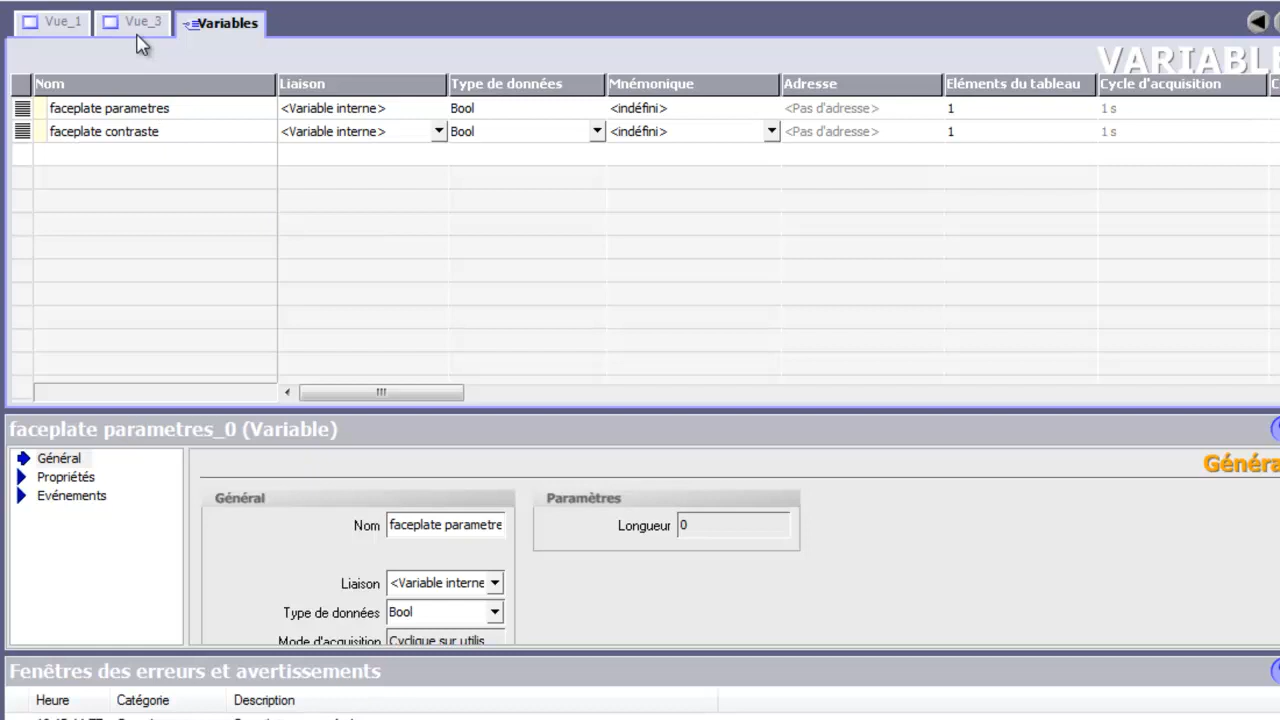 Vue_1 Vue_3 Variables
VARIABLE
Nom Liaison Type de données Mnémonique Adresse Eléments du tableau Cycle d'acquisition C
faceplate parametres <Variable interne> Bool <indéfini> <Pas d'adresse> 1 1 s
faceplate contraste <Variable interne> Bool <indéfini> <Pas d'adresse> 1 1 s
faceplate parametres_0 (Variable)
Général
Propriétés
Evénements
Généra
Général Paramètres
Nom faceplate parametre Longueur 0
Liaison <Variable interne
Type de données Bool
Mode d'acquisition Cyclique sur utilis
Fenêtres des erreurs et avertissements
Heure Catégorie Description